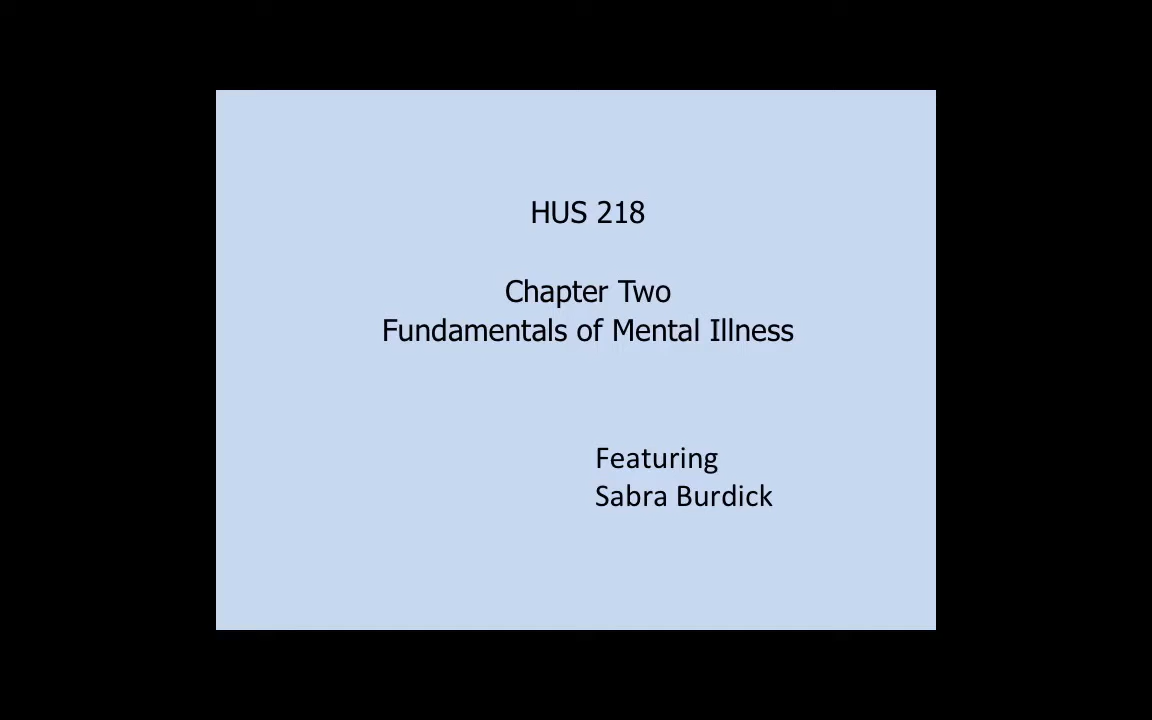 HUS 218
Chapter Two
Fundamentals of Mental Illness
Featuring
Sabra Burdick